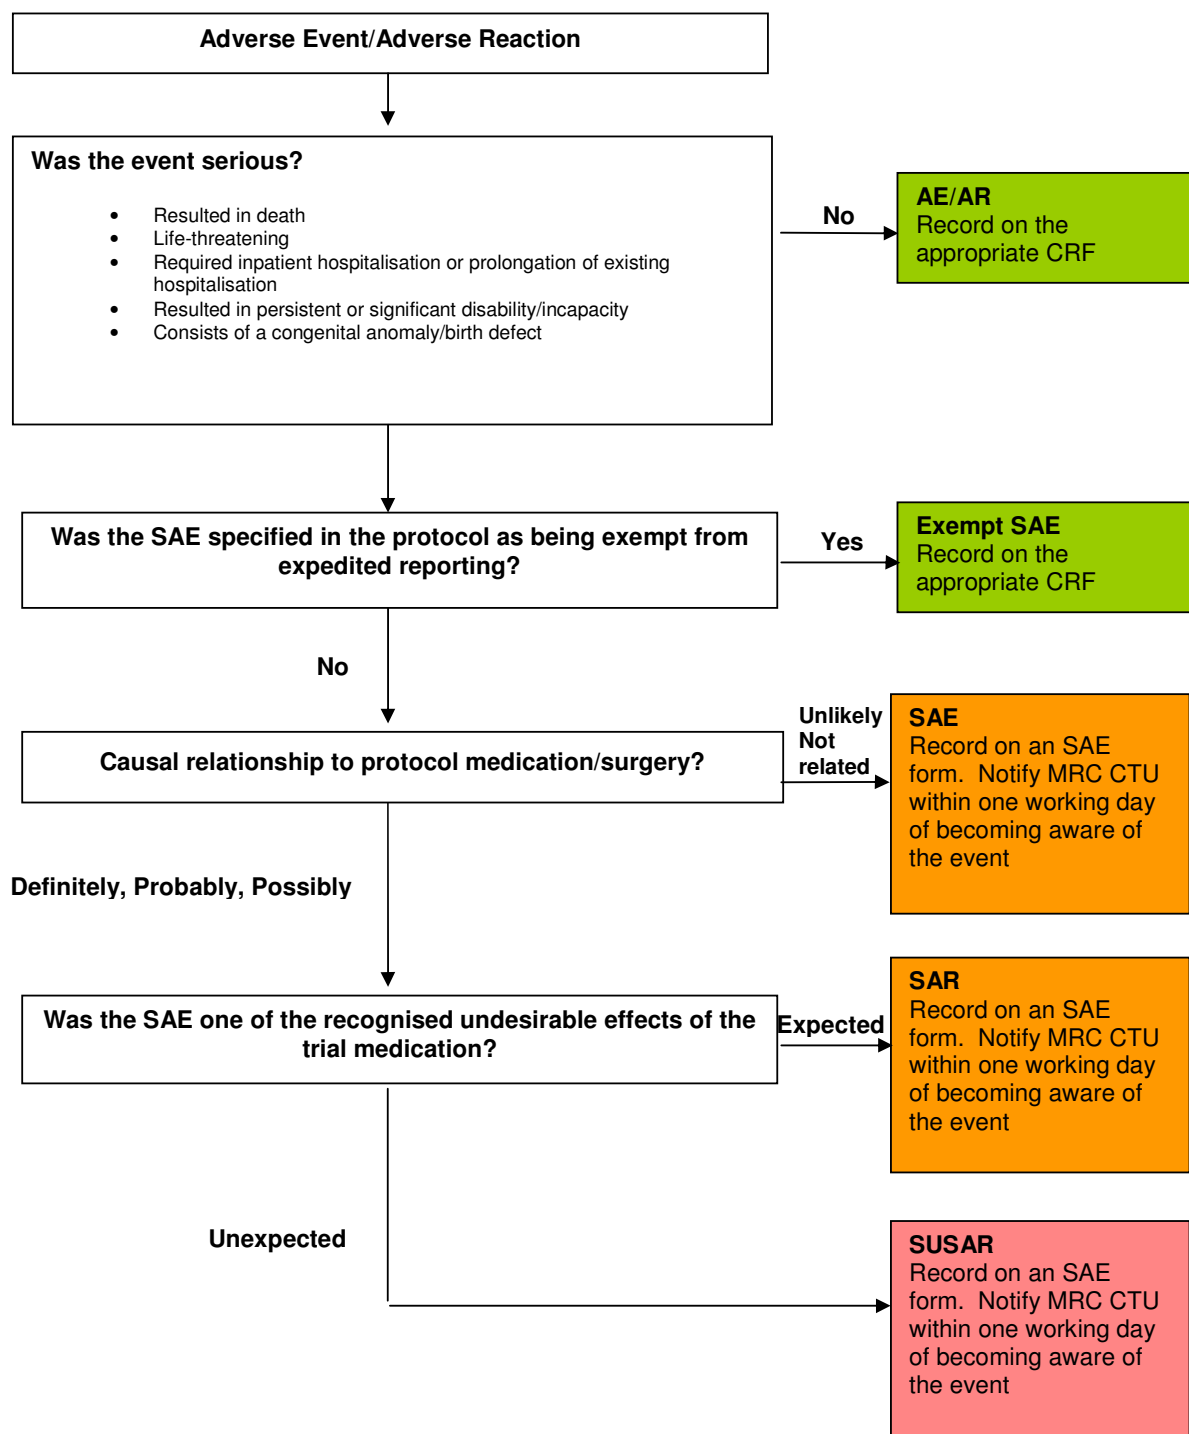 Adverse Event/Adverse Reaction
Was the event serious?
• Resulted in death
• Life-threatening
• Required inpatient hospitalisation or prolongation of existing
hospitalisation
• Resulted in persistent or significant disability/incapacity
• Consists of a congenital anomaly/birth defect
No
AE/AR
Record on the
appropriate CRF
Was the SAE specified in the protocol as being exempt from
expedited reporting?
Yes
Exempt SAE
Record on the
appropriate CRF
No
Causal relationship to protocol medication/surgery?
Unlikely
Not
related
SAE
Record on an SAE
form.  Notify MRC CTU
within one working day
of becoming aware of
the event
Definitely, Probably, Possibly
Was the SAE one of the recognised undesirable effects of the
trial medication?
Expected
SAR
Record on an SAE
form.  Notify MRC CTU
within one working day
of becoming aware of
the event
Unexpected
SUSAR
Record on an SAE
form.  Notify MRC CTU
within one working day
of becoming aware of
the event